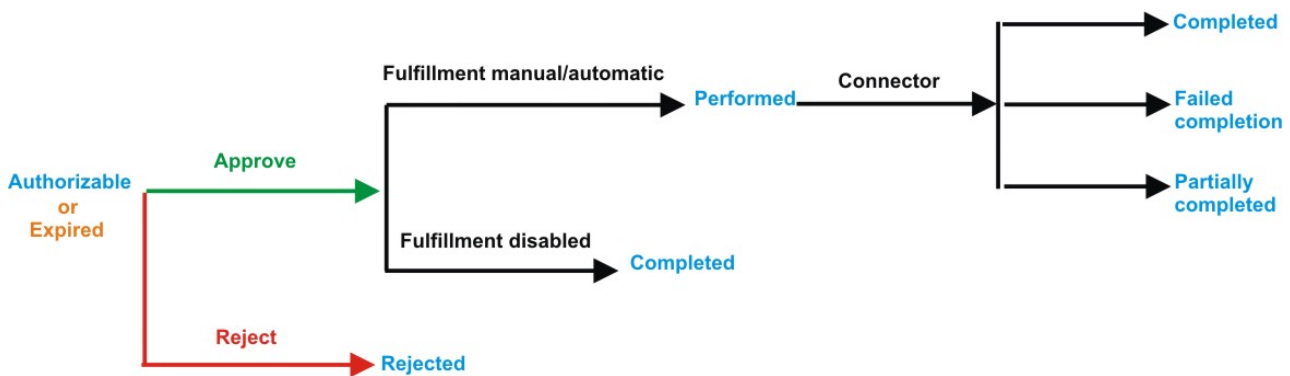 Completed
Fulfillment manual/automatic
Performed
Connector
Failed
completion
Approve
Authorizable
or
Expired
Partially
completed
Fulfillment disabled
Completed
Reject
Rejected